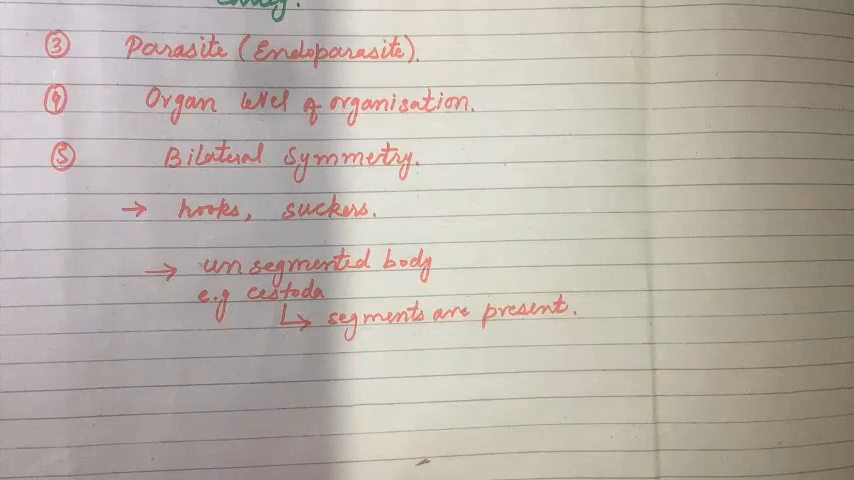 ③ Parasite (Endoparasite).
④ Organ level of organisation.
⑤ Bilateral symmetry.
→ hooks, suckers.
→ unsegmented body
e.g cestoda
↳ segments are present.